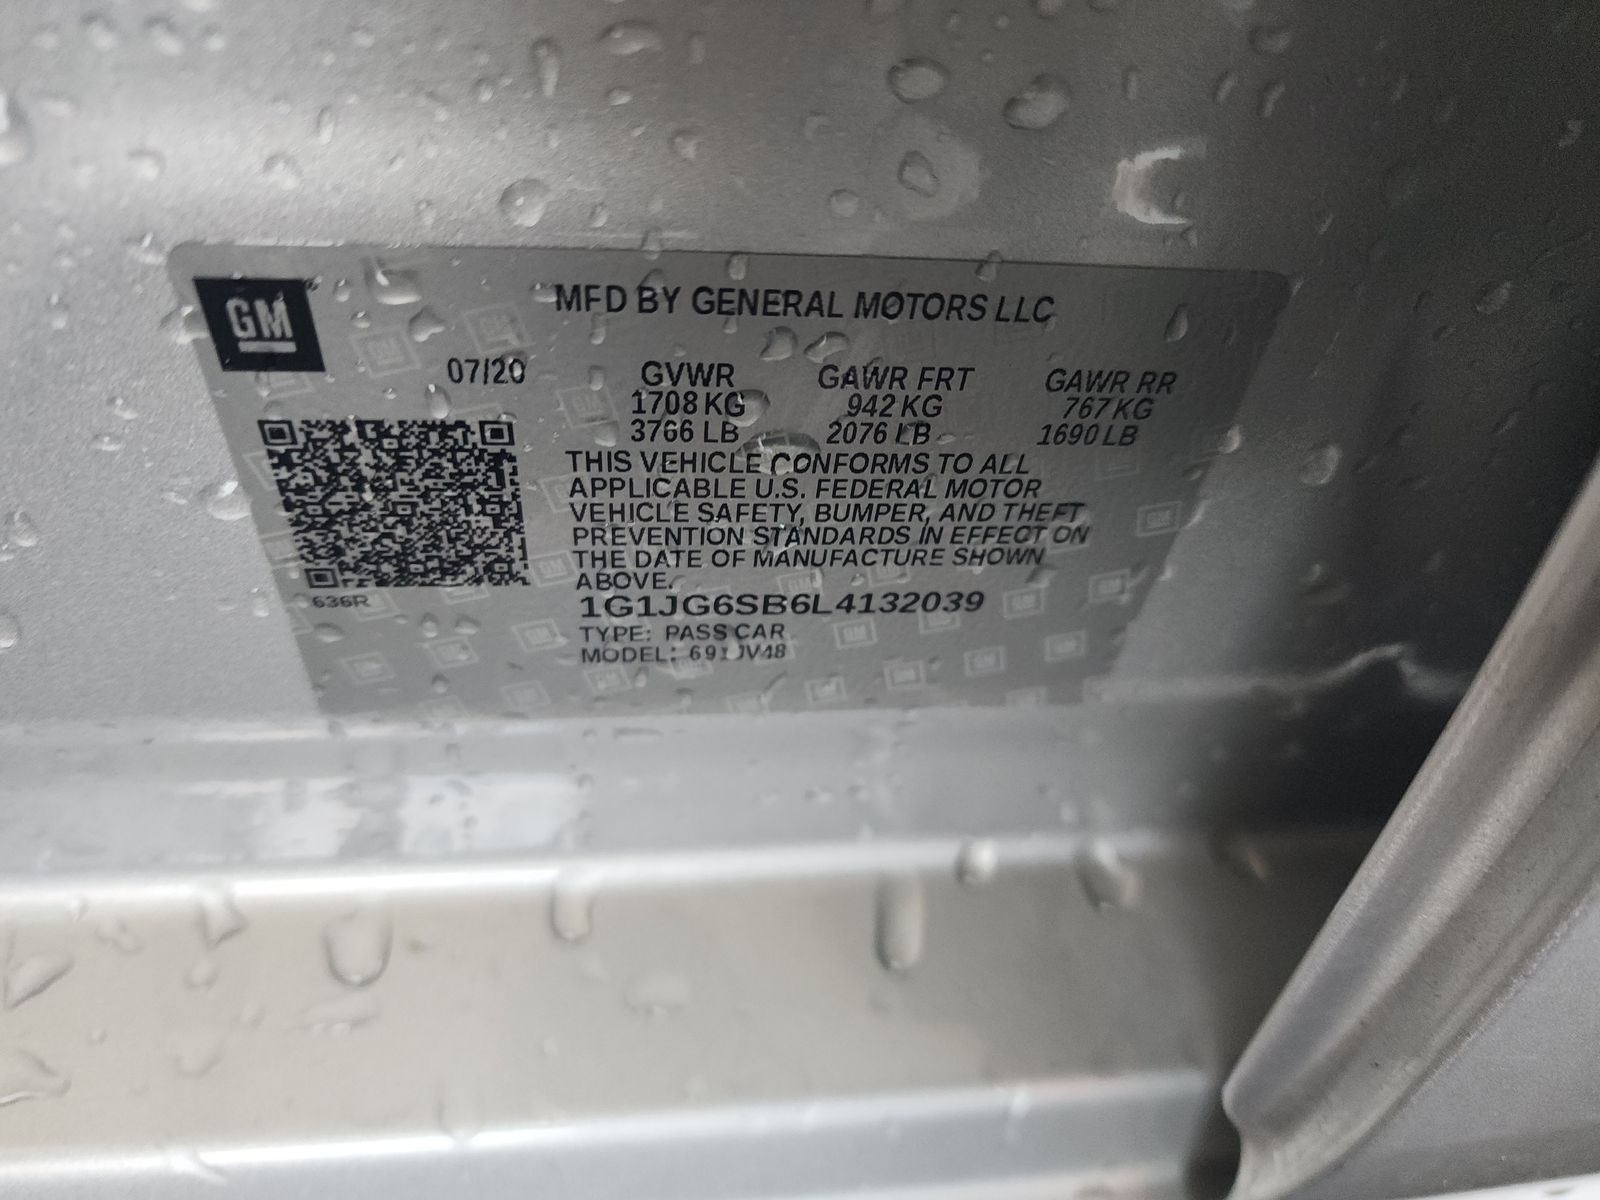 GM
MFD BY GENERAL MOTORS LLC
07/20 GVWR GAWR FRT GAWR RR
1708 KG 942 KG 767 KG
3766 LB 2076 LB 1690 LB
THIS VEHICLE CONFORMS TO ALL
APPLICABLE U.S. FEDERAL MOTOR
VEHICLE SAFETY, BUMPER, AND THEFT
PREVENTION STANDARDS IN EFFECT ON
THE DATE OF MANUFACTURE SHOWN
ABOVE.
636R
1G1JG6SB6L4132039
TYPE: PASS CAR
MODEL: 691JV48